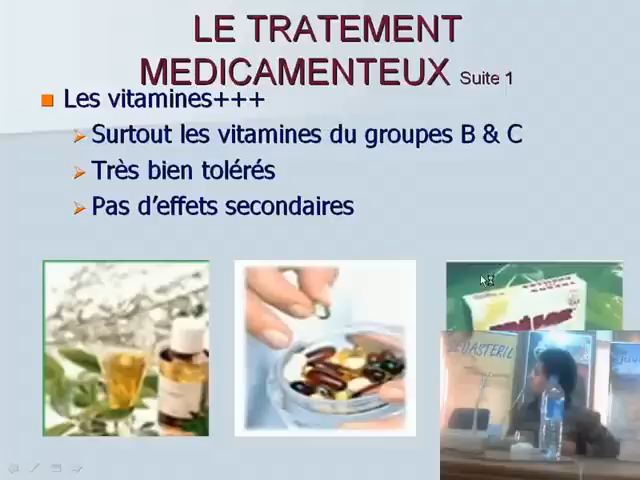 LE TRATEMENT
MEDICAMENTEUX Suite 1
Les vitamines+++
Surtout les vitamines du groupes B & C
Très bien tolérés
Pas d'effets secondaires